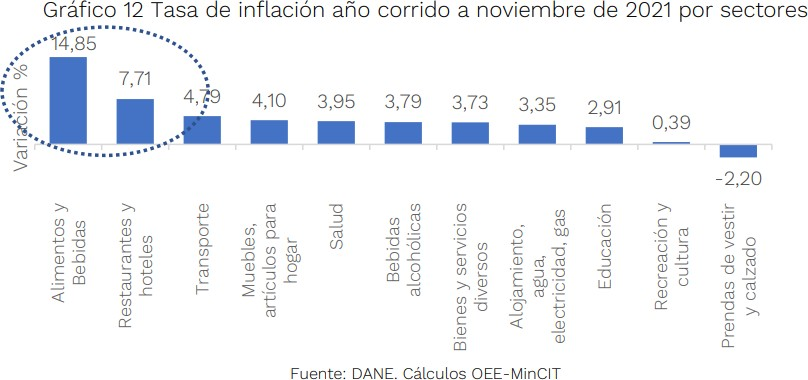 Gráfico 12 Tasa de inflación año corrido a noviembre de 2021 por sectores
Variación %
14,85
7,71
4,79
4,10
3,95
3,79
3,73
3,35
2,91
0,39
-2,20
Alimentos y
Bebidas
Restaurantes y
hoteles
Transporte
Muebles,
artículos para
hogar
Salud
Bebidas
alcohólicas
Bienes y servicios
diversos
Alojamiento,
agua,
electricidad, gas
Educación
Recreación y
cultura
Prendas de vestir
y calzado
Fuente: DANE. Cálculos OEE-MinCIT